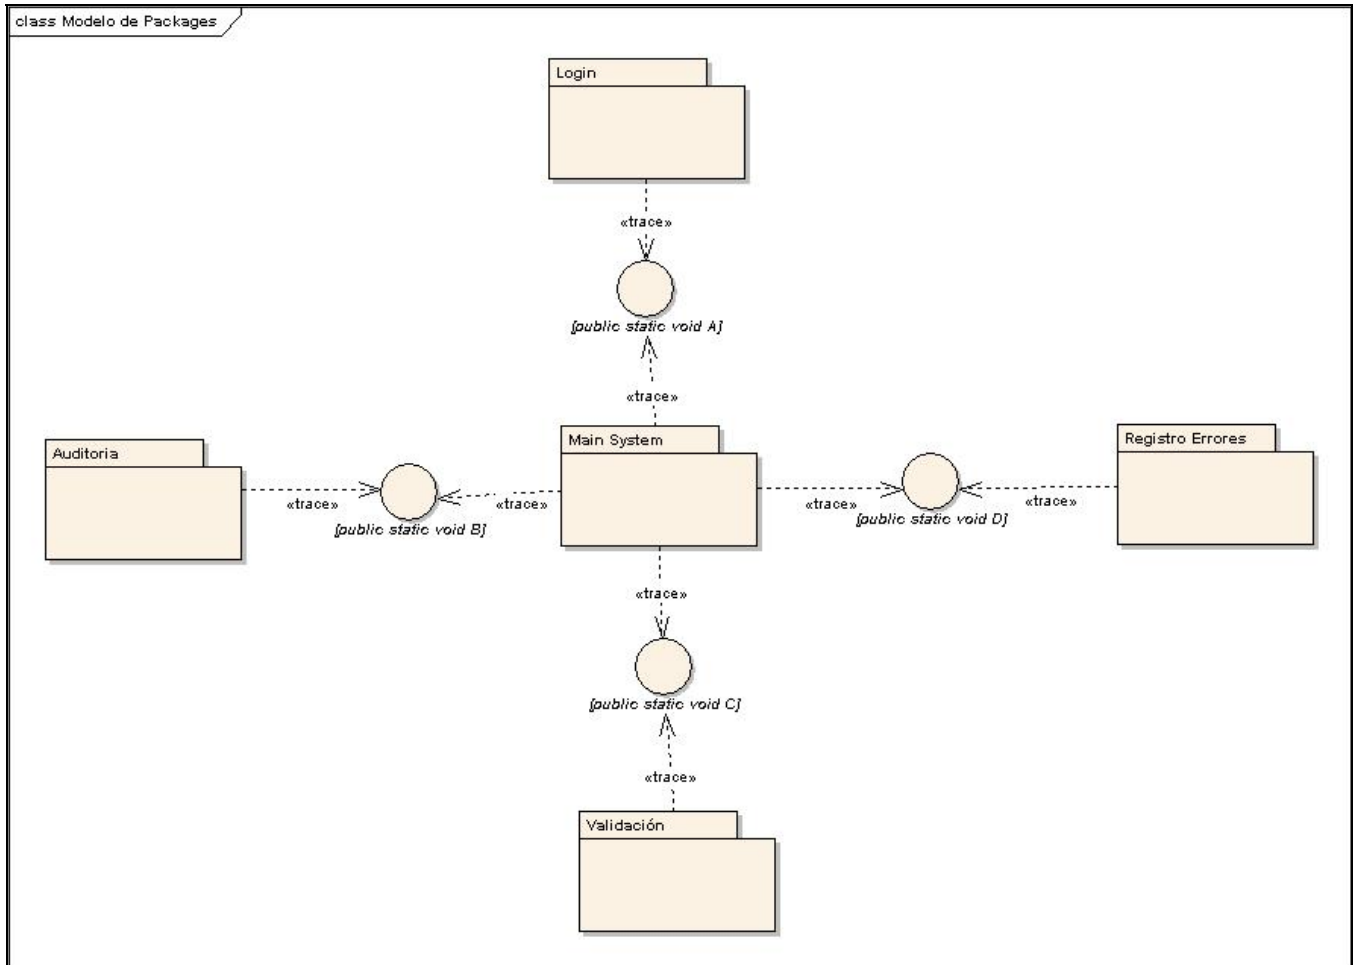 class Modelo de Packages
Login
«trace»
[public static void A]
«trace»
Auditoria
Main System
Registro Errores
«trace»
«trace»
«trace»
«trace»
[public static void B]
[public static void D]
«trace»
[public static void C]
«trace»
Validación